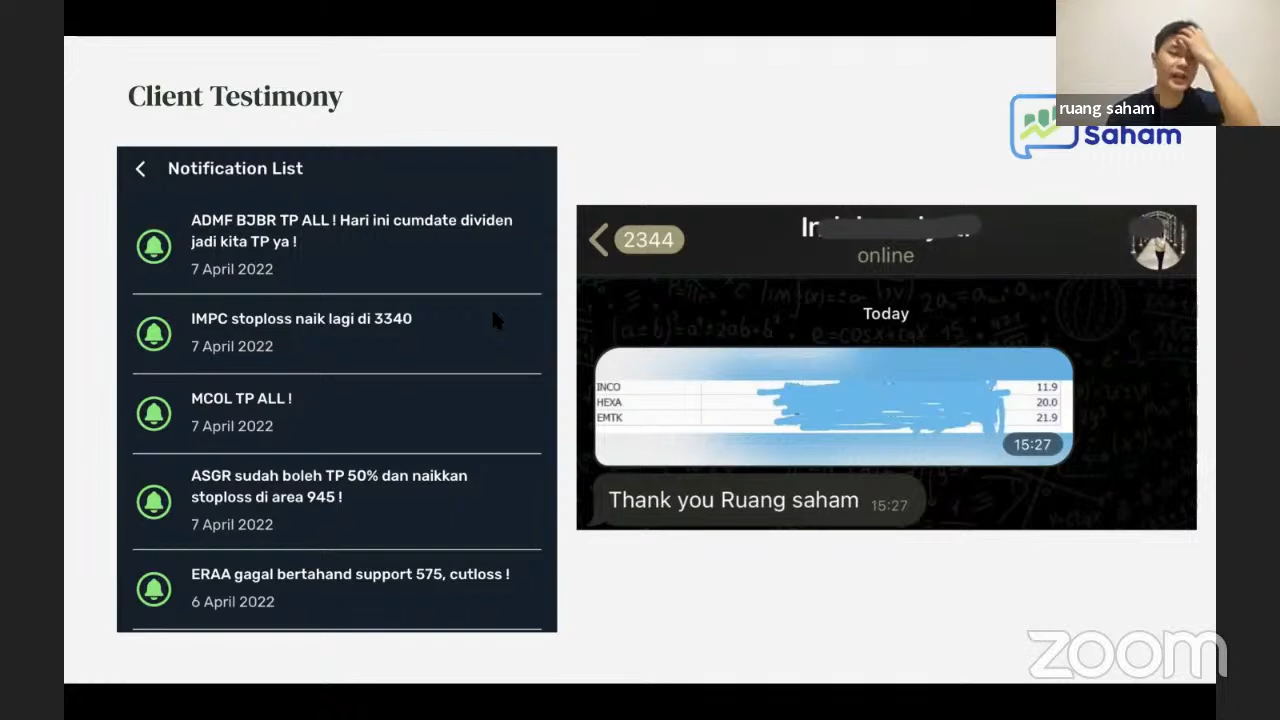 Client Testimony
ruang saham
Saham
Notification List
ADMF BJBR TP ALL ! Hari ini cumdate dividen
jadi kita TP ya !
7 April 2022
IMPC stoploss naik lagi di 3340
7 April 2022
MCOL TP ALL !
7 April 2022
ASGR sudah boleh TP 50% dan naikkan
stoploss di area 945 !
7 April 2022
ERAA gagal bertahand support 575, cutloss !
6 April 2022
2344
online
Today
INCO 11.9
HEXA 20.0
EMTK 21.9
15:27
Thank you Ruang saham 15:27
zoom